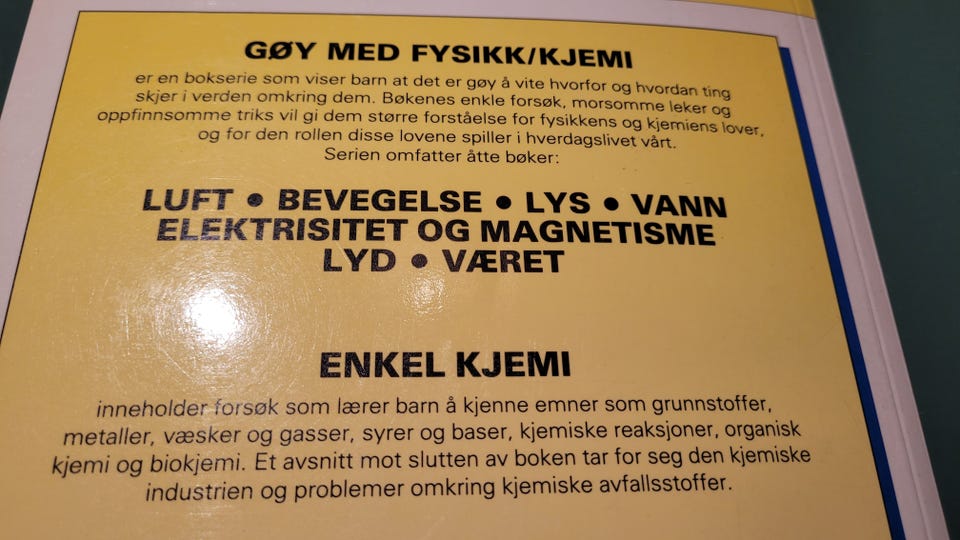 GØY MED FYSIKK/KJEMI
er en bokserie som viser barn at det er gøy å vite hvorfor og hvordan ting
skjer i verden omkring dem. Bøkenes enkle forsøk, morsomme leker og
oppfinnsomme triks vil gi dem større forståelse for fysikkens og kjemiens lover,
og for den rollen disse lovene spiller i hverdagslivet vårt.
Serien omfatter åtte bøker:
LUFT ● BEVEGELSE ● LYS ● VANN
ELEKTRISITET OG MAGNETISME
LYD ● VÆRET
ENKEL KJEMI
inneholder forsøk som lærer barn å kjenne emner som grunnstoffer,
metaller, væsker og gasser, syrer og baser, kjemiske reaksjoner, organisk
kjemi og biokjemi. Et avsnitt mot slutten av boken tar for seg den kjemiske
industrien og problemer omkring kjemiske avfallsstoffer.